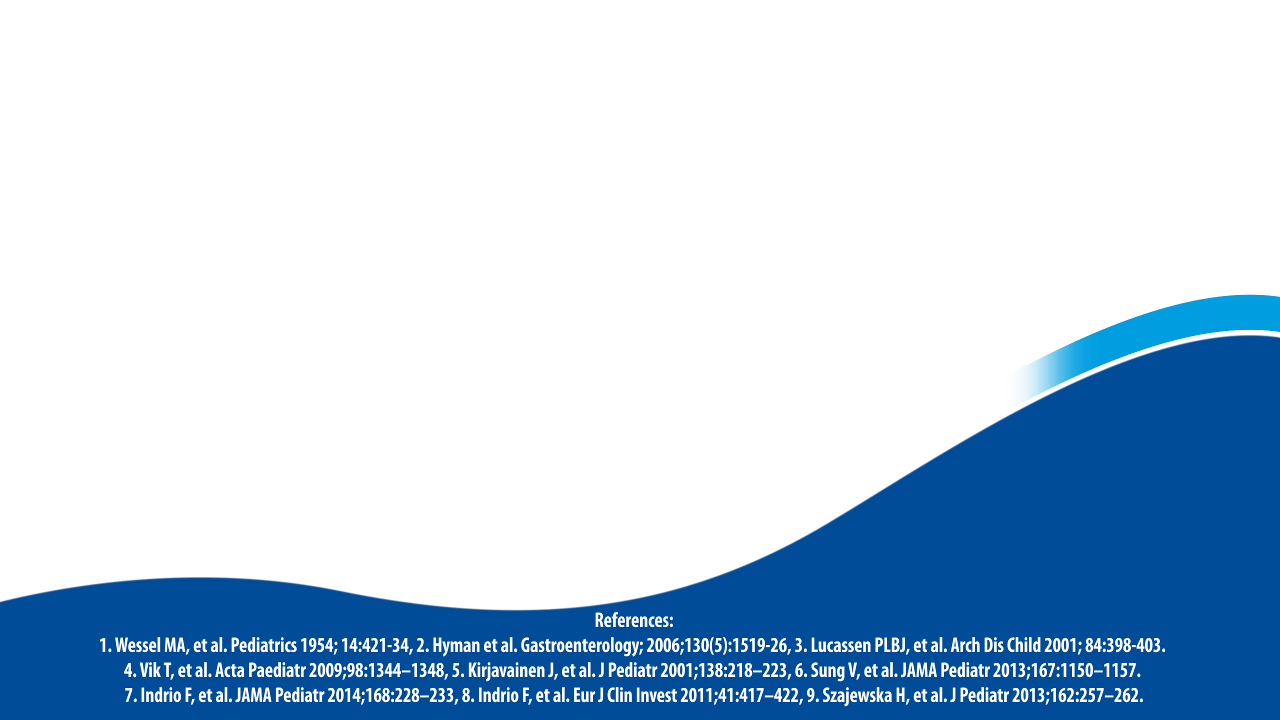 References:
1. Wessel MA, et al. Pediatrics 1954; 14:421-34, 2. Hyman et al. Gastroenterology; 2006;130(5):1519-26, 3. Lucassen PLBJ, et al. Arch Dis Child 2001; 84:398-403.
4. Vik T, et al. Acta Paediatr 2009;98:1344–1348, 5. Kirjavainen J, et al. J Pediatr 2001;138:218–223, 6. Sung V, et al. JAMA Pediatr 2013;167:1150–1157.
7. Indrio F, et al. JAMA Pediatr 2014;168:228–233, 8. Indrio F, et al. Eur J Clin Invest 2011;41:417–422, 9. Szajewska H, et al. J Pediatr 2013;162:257–262.